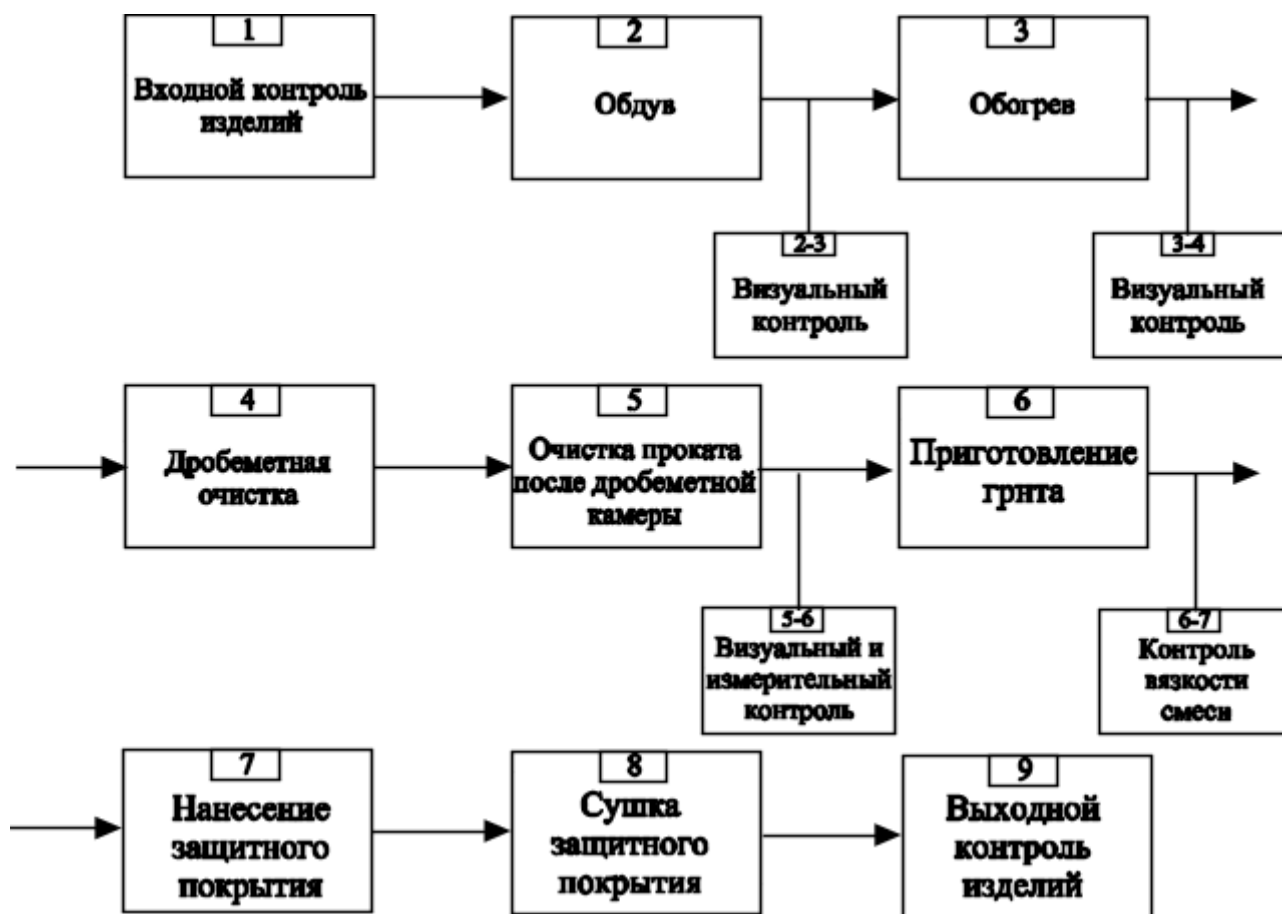 1
Входной контроль
изделий
2
Обдув
3
Обогрев
2-3
Визуальный
контроль
3-4
Визуальный
контроль
4
Дробеметная
очистка
5
Очистка проката
после дробеметной
камеры
6
Приготовление
грнта
5-6
Визуальный и
измерительный
контроль
6-7
Контроль
вязкости
смеси
7
Нанесение
защитного
покрытия
8
Сушка
защитного
покрытия
9
Выходной
контроль
изделий